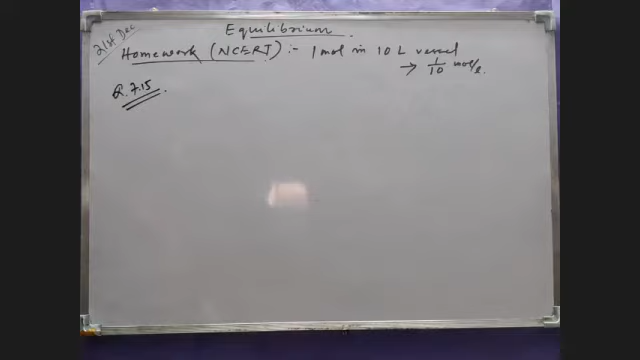 Equilibrium
21st Dec
Homework (NCERT) :- 1 mol in 10 L vessel
→ 1/10 mol/l.
Q. 7.15